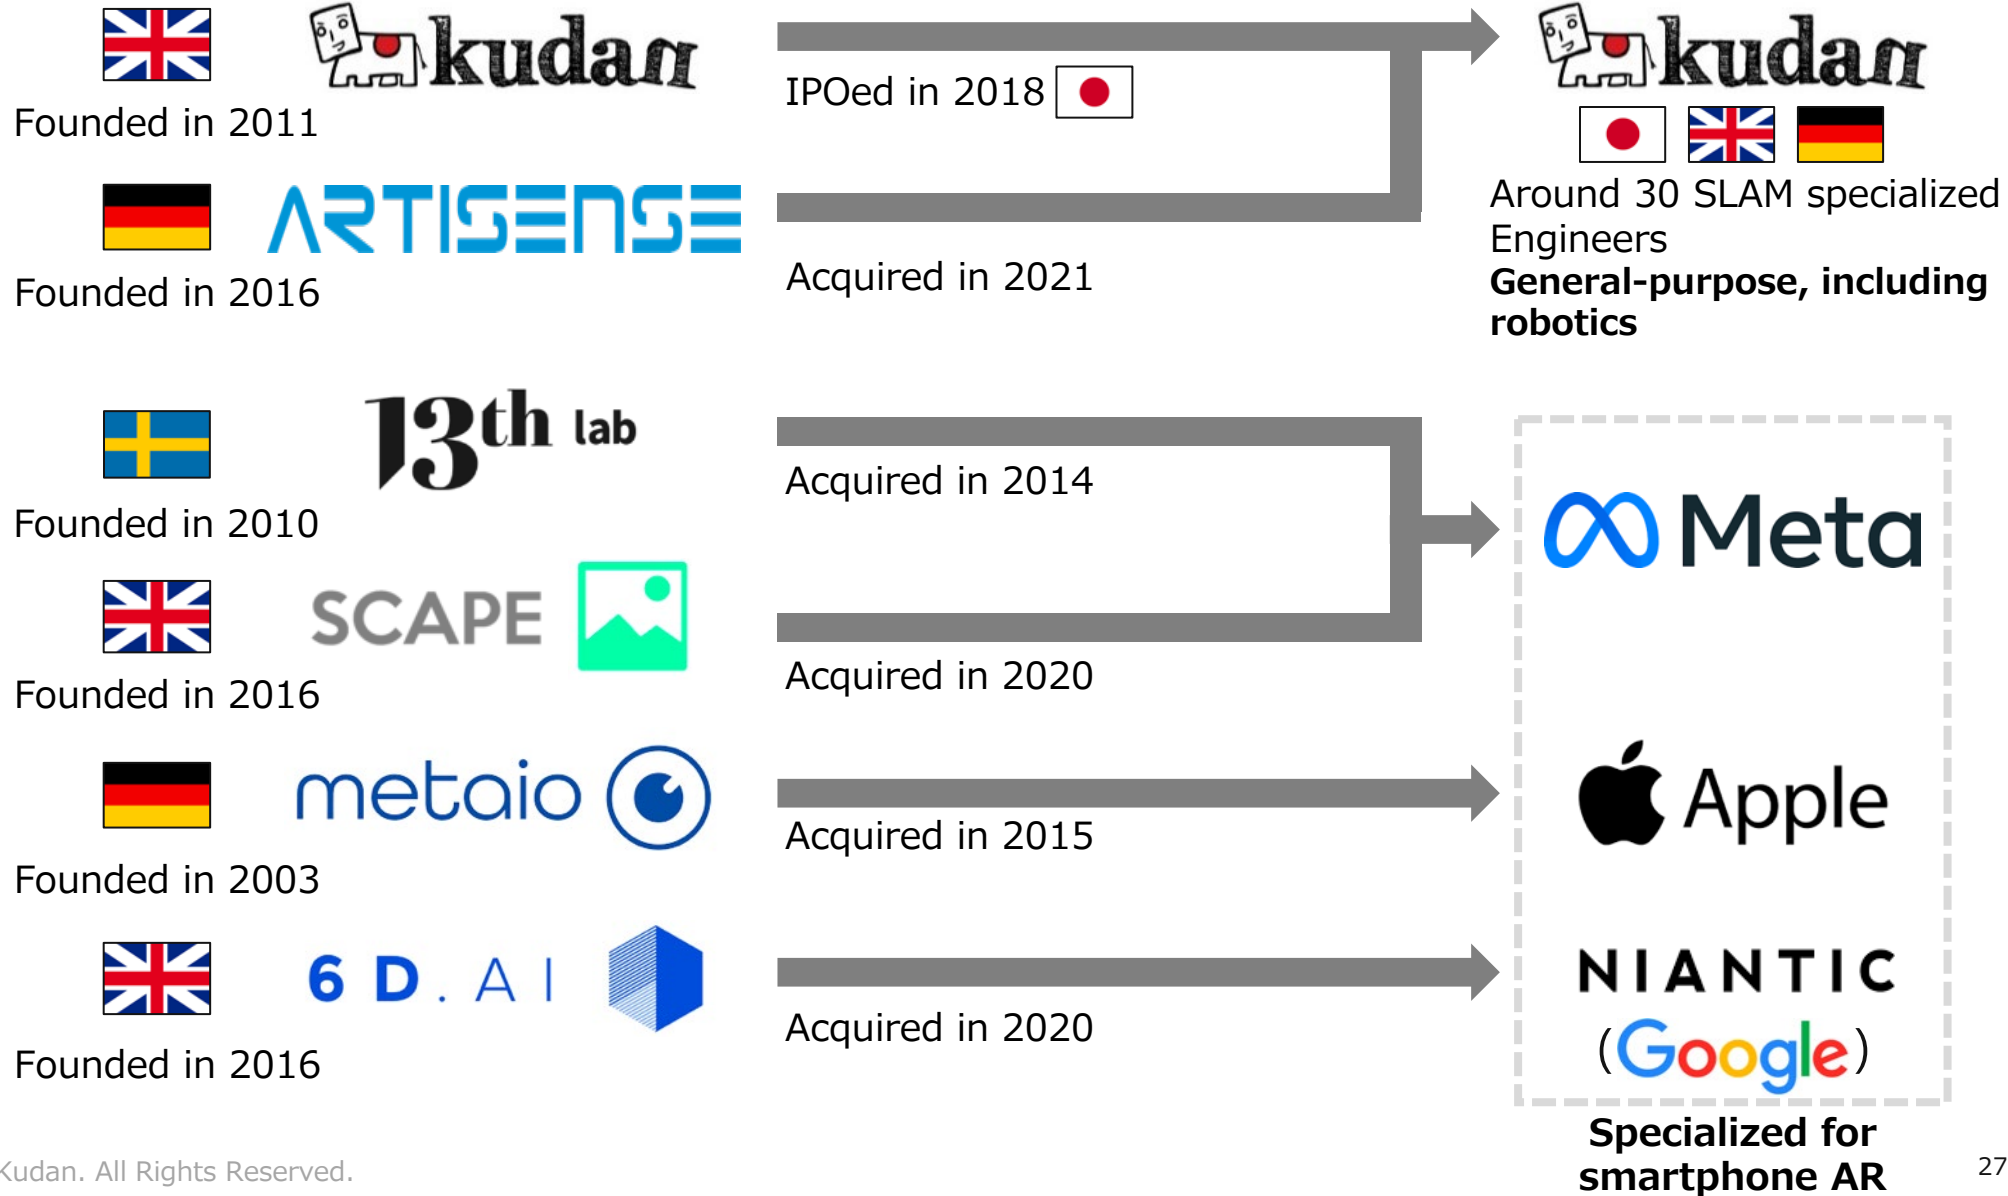 kudan
IPOed in 2018
kudan
Founded in 2011
ARTISENSE
Around 30 SLAM specialized
Engineers
General-purpose, including
robotics
Founded in 2016
Acquired in 2021
13th lab
Acquired in 2014
Founded in 2010
Meta
SCAPE
Acquired in 2020
Founded in 2016
metaio
Apple
Acquired in 2015
Founded in 2003
6D.AI
NIANTIC
(Google)
Acquired in 2020
Founded in 2016
Specialized for
smartphone AR
Kudan. All Rights Reserved.
27